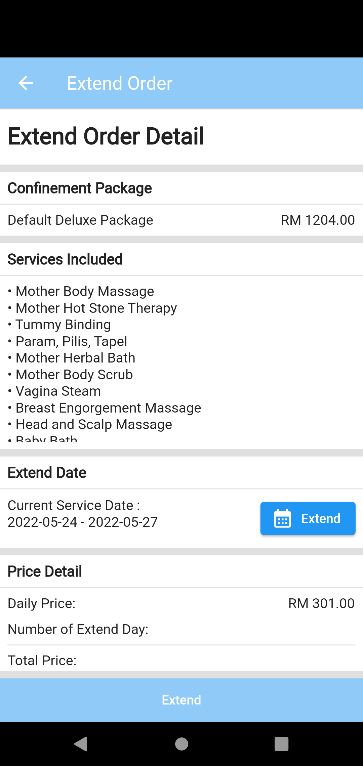 Extend Order
Extend Order Detail
Confinement Package
Default Deluxe Package RM 1204.00
Services Included
• Mother Body Massage
• Mother Hot Stone Therapy
• Tummy Binding
• Param, Pilis, Tapel
• Mother Herbal Bath
• Mother Body Scrub
• Vagina Steam
• Breast Engorgement Massage
• Head and Scalp Massage
• Baby Bath
Extend Date
Current Service Date :
2022-05-24 - 2022-05-27
Extend
Price Detail
Daily Price: RM 301.00
Number of Extend Day:
Total Price:
Extend